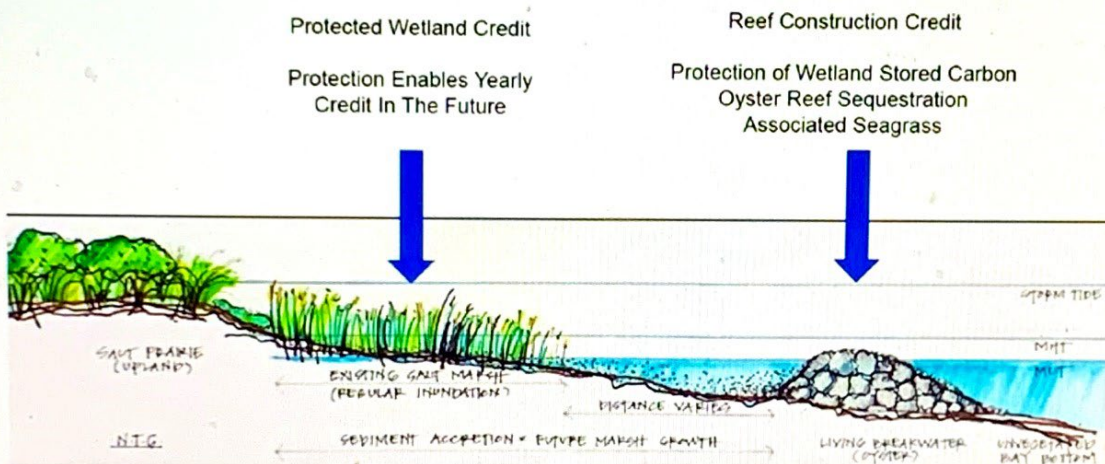 Protected Wetland Credit
Protection Enables Yearly
Credit In The Future
Reef Construction Credit
Protection of Wetland Stored Carbon
Oyster Reef Sequestration
Associated Seagrass
STORM TIDE
MHT
MLT
SALT PRAIRIE
(UPLAND)
EXISTING SALT MARSH
(REGULAR INUNDATION)
DISTANCE VARIES
N.T.G
SEDIMENT ACCRETION + FUTURE MARSH GROWTH
LIVING BREAKWATER
(OYSTER)
UNVEGETATED
BAY BOTTOM